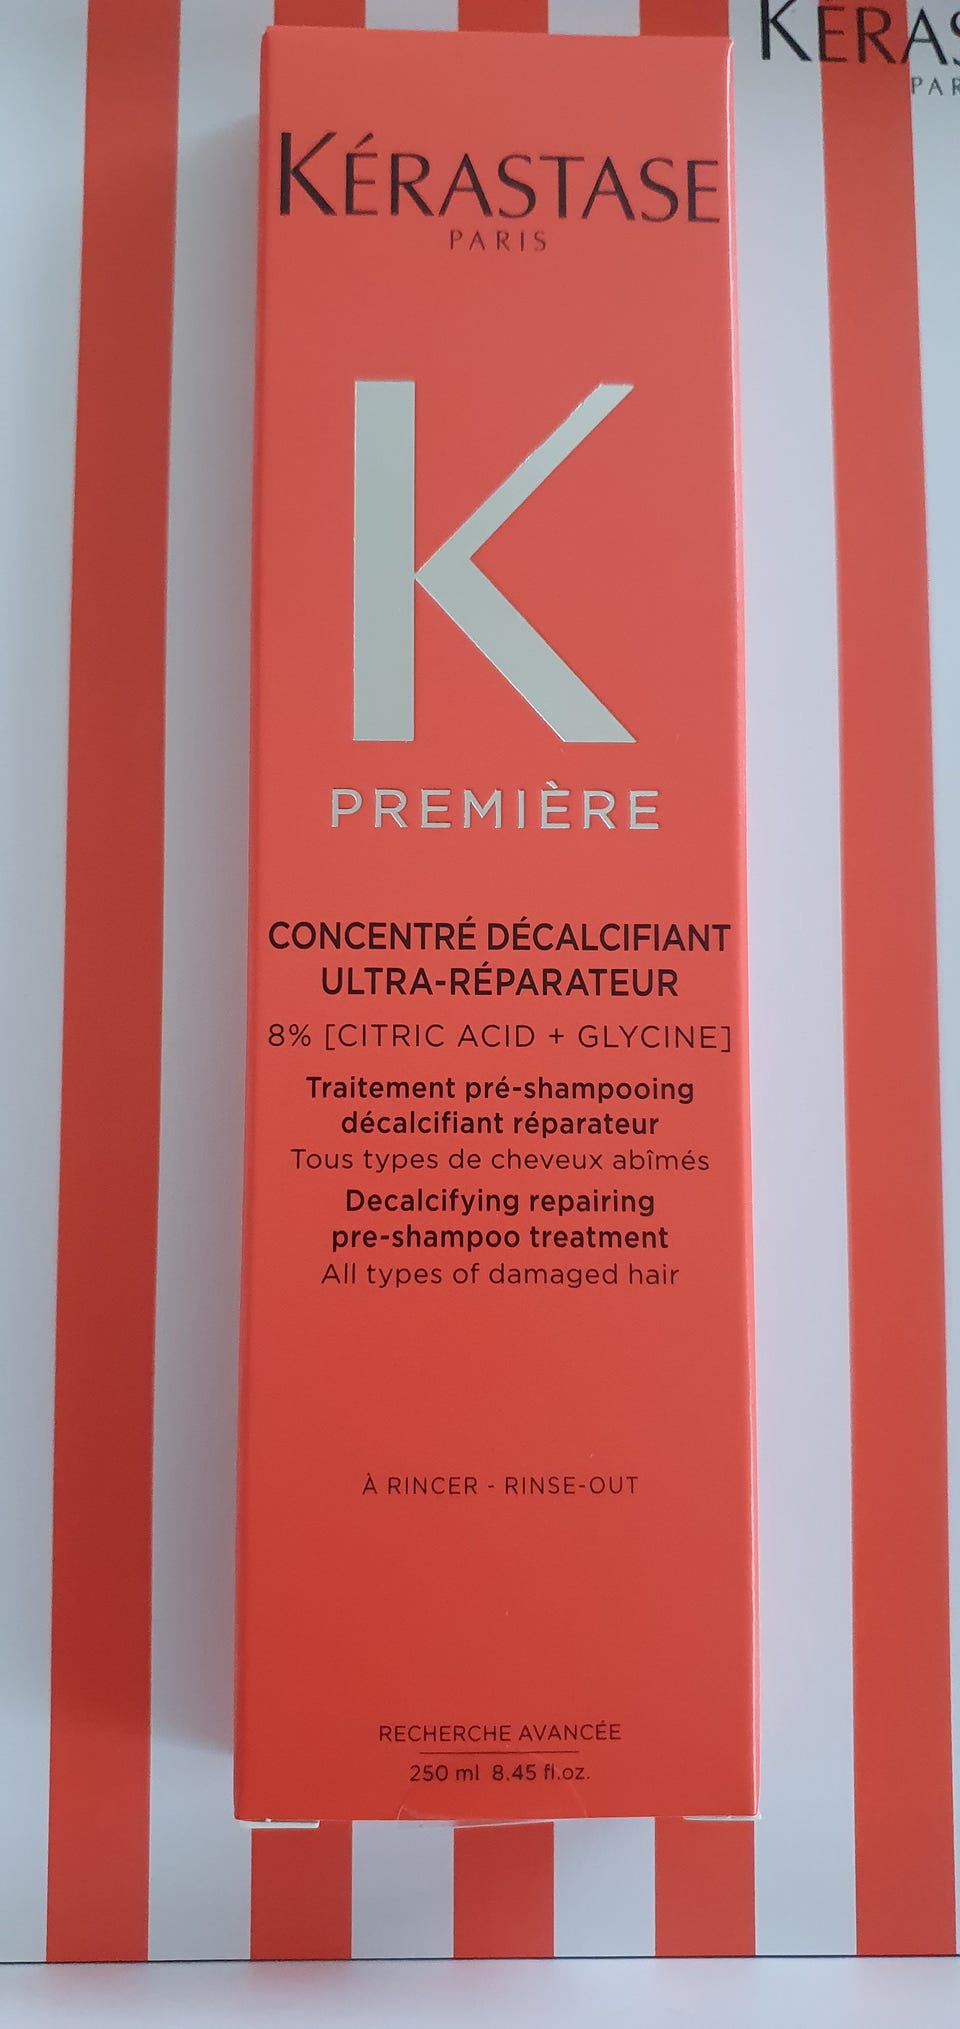 KÉRASTASE
PARIS
K
PREMIÈRE
CONCENTRÉ DÉCALCIFIANT
ULTRA-RÉPARATEUR
8% [CITRIC ACID + GLYCINE]
Traitement pré-shampooing
décalcifiant réparateur
Tous types de cheveux abîmés
Decalcifying repairing
pre-shampoo treatment
All types of damaged hair
À RINCER - RINSE-OUT
RECHERCHE AVANCÉE
250 ml 8.45 fl.oz.
KÉRAS
PAR